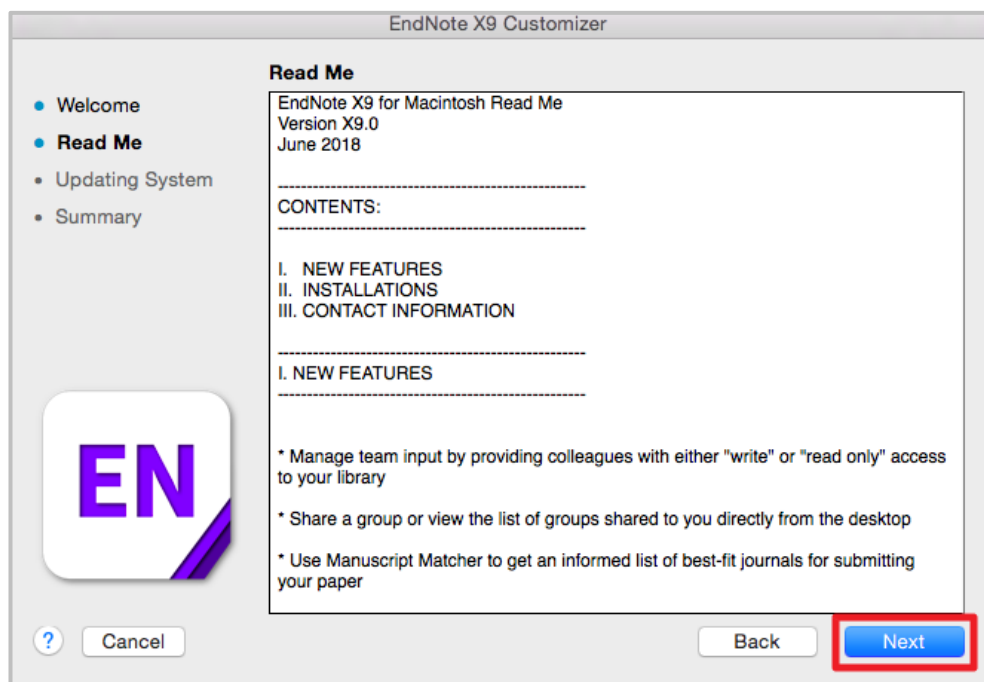 EndNote X9 Customizer
Read Me
Welcome
Read Me
Updating System
Summary
EndNote X9 for Macintosh Read Me
Version X9.0
June 2018
-----------------------------------------------------
CONTENTS:
-----------------------------------------------------
I. NEW FEATURES
II. INSTALLATIONS
III. CONTACT INFORMATION
-----------------------------------------------------
I. NEW FEATURES
-----------------------------------------------------
* Manage team input by providing colleagues with either "write" or "read only" access
to your library
* Share a group or view the list of groups shared to you directly from the desktop
* Use Manuscript Matcher to get an informed list of best-fit journals for submitting
your paper
EN
? Cancel Back Next